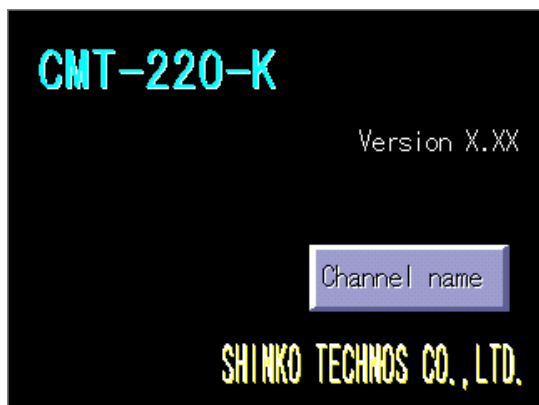 CMT-220-K
Version X.XX
Channel name
SHINKO TECHNOS CO.,LTD.